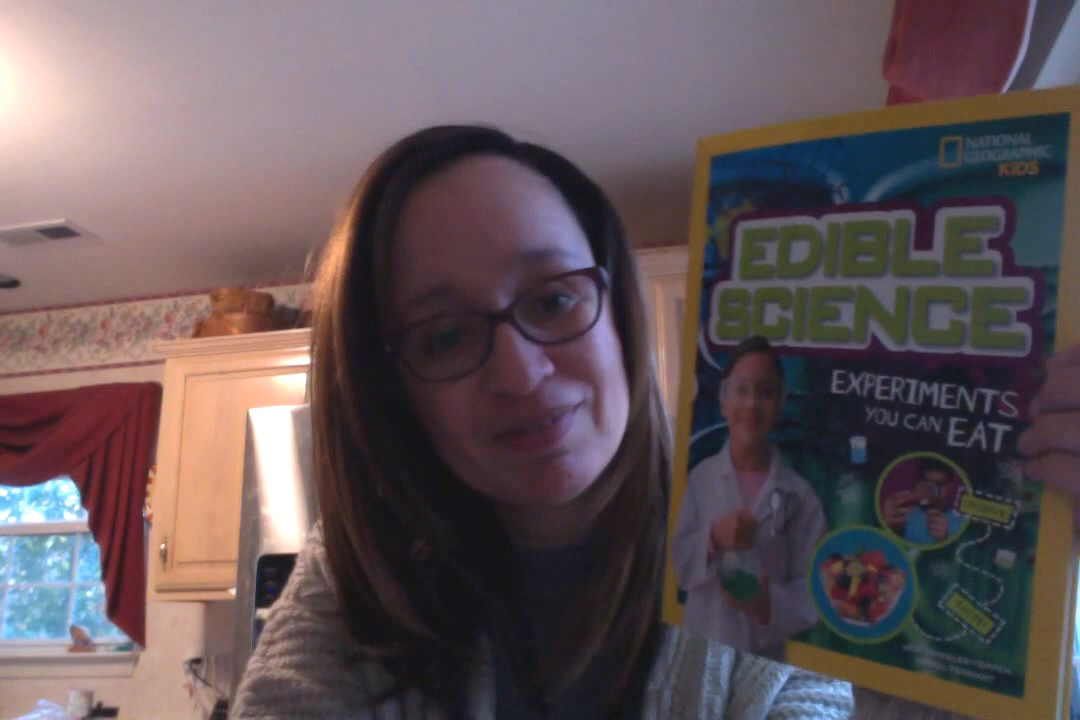 NATIONAL
GEOGRAPHIC
KIDS
EDIBLE
SCIENCE
EXPERIMENTS
YOU CAN EAT